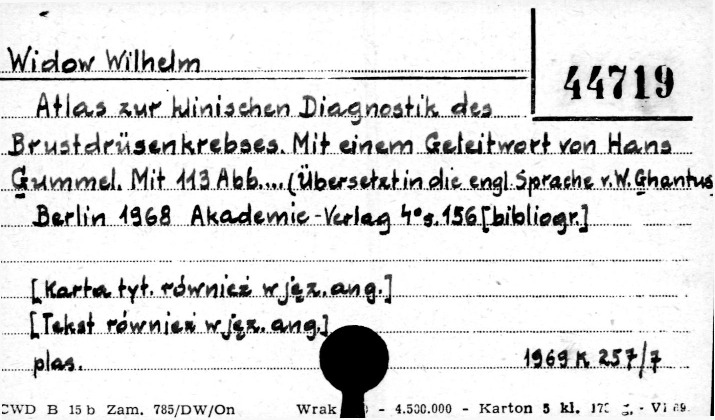 Widow Wilhelm
44719
Atlas zur klinischen Diagnostik des
Brustdrüsenkrebses. Mit einem Geleitwort von Hans
Gummel. Mit 113 Abb.... (Übersetzt in die engl. Sprache v. W. Ghantus
Berlin 1968 Akademie-Verlag 4° s. 156 [bibliogr.]
[Karta tyt. również w jęz. ang.]
[Tekst również w jęz. ang.]
plas.
1969 K 257/7
CWD B 15 b Zam. 785/DW/On Wrak - 4.500.000 - Karton 5 kl.